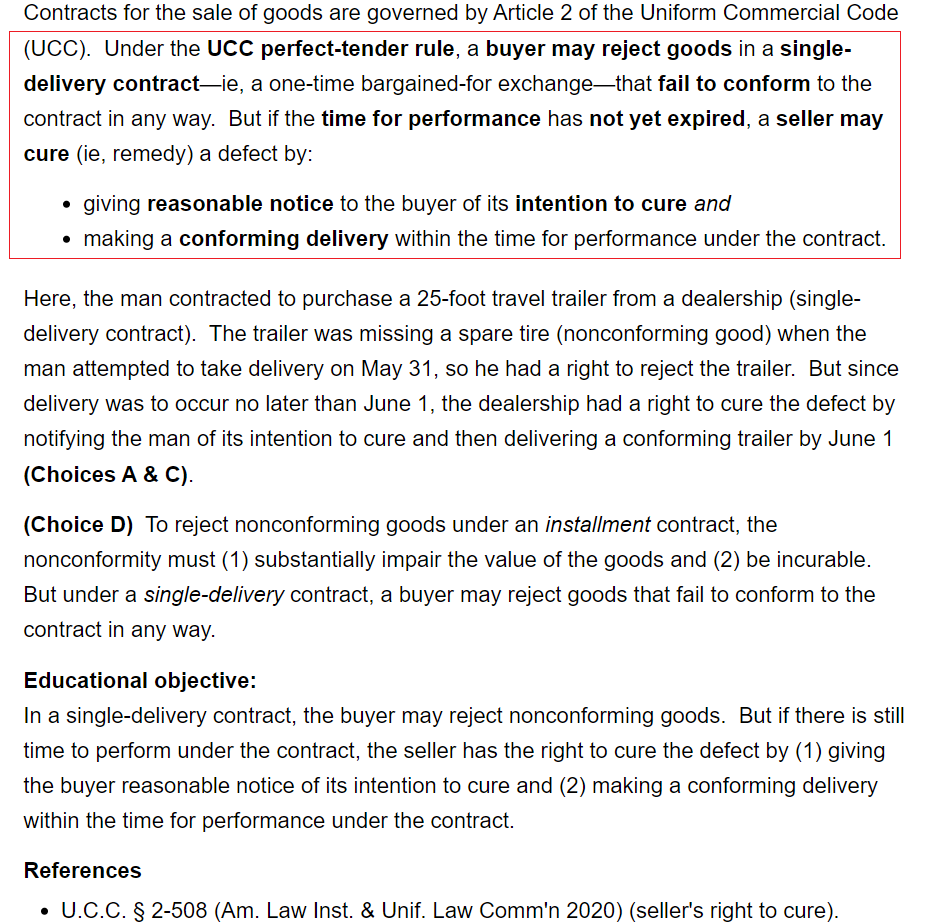 Contracts for the sale of goods are governed by Article 2 of the Uniform Commercial Code
(UCC).  Under the UCC perfect-tender rule, a buyer may reject goods in a single-
delivery contract—ie, a one-time bargained-for exchange—that fail to conform to the
contract in any way.  But if the time for performance has not yet expired, a seller may
cure (ie, remedy) a defect by:
• giving reasonable notice to the buyer of its intention to cure and
• making a conforming delivery within the time for performance under the contract.
Here, the man contracted to purchase a 25-foot travel trailer from a dealership (single-
delivery contract).  The trailer was missing a spare tire (nonconforming good) when the
man attempted to take delivery on May 31, so he had a right to reject the trailer.  But since
delivery was to occur no later than June 1, the dealership had a right to cure the defect by
notifying the man of its intention to cure and then delivering a conforming trailer by June 1
(Choices A & C).
(Choice D)  To reject nonconforming goods under an installment contract, the
nonconformity must (1) substantially impair the value of the goods and (2) be incurable.
But under a single-delivery contract, a buyer may reject goods that fail to conform to the
contract in any way.
Educational objective:
In a single-delivery contract, the buyer may reject nonconforming goods.  But if there is still
time to perform under the contract, the seller has the right to cure the defect by (1) giving
the buyer reasonable notice of its intention to cure and (2) making a conforming delivery
within the time for performance under the contract.
References
• U.C.C. § 2-508 (Am. Law Inst. & Unif. Law Comm'n 2020) (seller's right to cure).